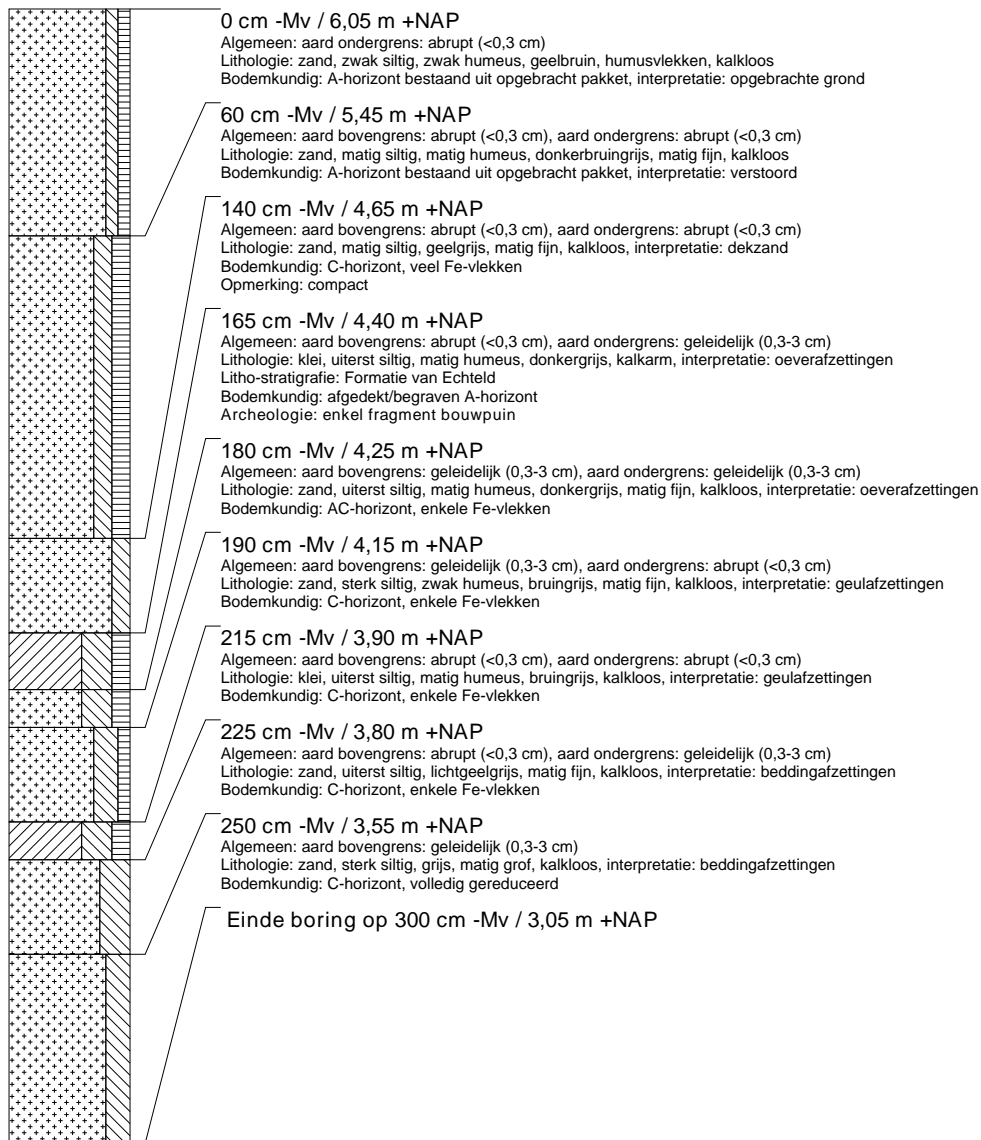 0 cm -Mv / 6,05 m +NAP
Algemeen: aard ondergrens: abrupt (<0,3 cm)
Lithologie: zand, zwak siltig, zwak humeus, geelbruin, humusvlekken, kalkloos
Bodemkundig: A-horizont bestaand uit opgebracht pakket, interpretatie: opgebrachte grond
60 cm -Mv / 5,45 m +NAP
Algemeen: aard bovengrens: abrupt (<0,3 cm), aard ondergrens: abrupt (<0,3 cm)
Lithologie: zand, matig siltig, matig humeus, donkerbruingrijs, matig fijn, kalkloos
Bodemkundig: A-horizont bestaand uit opgebracht pakket, interpretatie: verstoord
140 cm -Mv / 4,65 m +NAP
Algemeen: aard bovengrens: abrupt (<0,3 cm), aard ondergrens: abrupt (<0,3 cm)
Lithologie: zand, matig siltig, geelgrijs, matig fijn, kalkloos, interpretatie: dekzand
Bodemkundig: C-horizont, veel Fe-vlekken
Opmerking: compact
165 cm -Mv / 4,40 m +NAP
Algemeen: aard bovengrens: abrupt (<0,3 cm), aard ondergrens: geleidelijk (0,3-3 cm)
Lithologie: klei, uiterst siltig, matig humeus, donkergrijs, kalkarm, interpretatie: oeverafzettingen
Litho-stratigrafie: Formatie van Echteld
Bodemkundig: afgedekt/begraven A-horizont
Archeologie: enkel fragment bouwpuin
180 cm -Mv / 4,25 m +NAP
Algemeen: aard bovengrens: geleidelijk (0,3-3 cm), aard ondergrens: geleidelijk (0,3-3 cm)
Lithologie: zand, uiterst siltig, matig humeus, donkergrijs, matig fijn, kalkloos, interpretatie: oeverafzettingen
Bodemkundig: AC-horizont, enkele Fe-vlekken
190 cm -Mv / 4,15 m +NAP
Algemeen: aard bovengrens: geleidelijk (0,3-3 cm), aard ondergrens: abrupt (<0,3 cm)
Lithologie: zand, sterk siltig, zwak humeus, bruingrijs, matig fijn, kalkloos, interpretatie: geulafzettingen
Bodemkundig: C-horizont, enkele Fe-vlekken
215 cm -Mv / 3,90 m +NAP
Algemeen: aard bovengrens: abrupt (<0,3 cm), aard ondergrens: abrupt (<0,3 cm)
Lithologie: klei, uiterst siltig, matig humeus, bruingrijs, kalkloos, interpretatie: geulafzettingen
Bodemkundig: C-horizont, enkele Fe-vlekken
225 cm -Mv / 3,80 m +NAP
Algemeen: aard bovengrens: abrupt (<0,3 cm), aard ondergrens: geleidelijk (0,3-3 cm)
Lithologie: zand, uiterst siltig, lichtgeelgrijs, matig fijn, kalkloos, interpretatie: beddingafzettingen
Bodemkundig: C-horizont, enkele Fe-vlekken
250 cm -Mv / 3,55 m +NAP
Algemeen: aard bovengrens: geleidelijk (0,3-3 cm)
Lithologie: zand, sterk siltig, grijs, matig grof, kalkloos, interpretatie: beddingafzettingen
Bodemkundig: C-horizont, volledig gereduceerd
Einde boring op 300 cm -Mv / 3,05 m +NAP